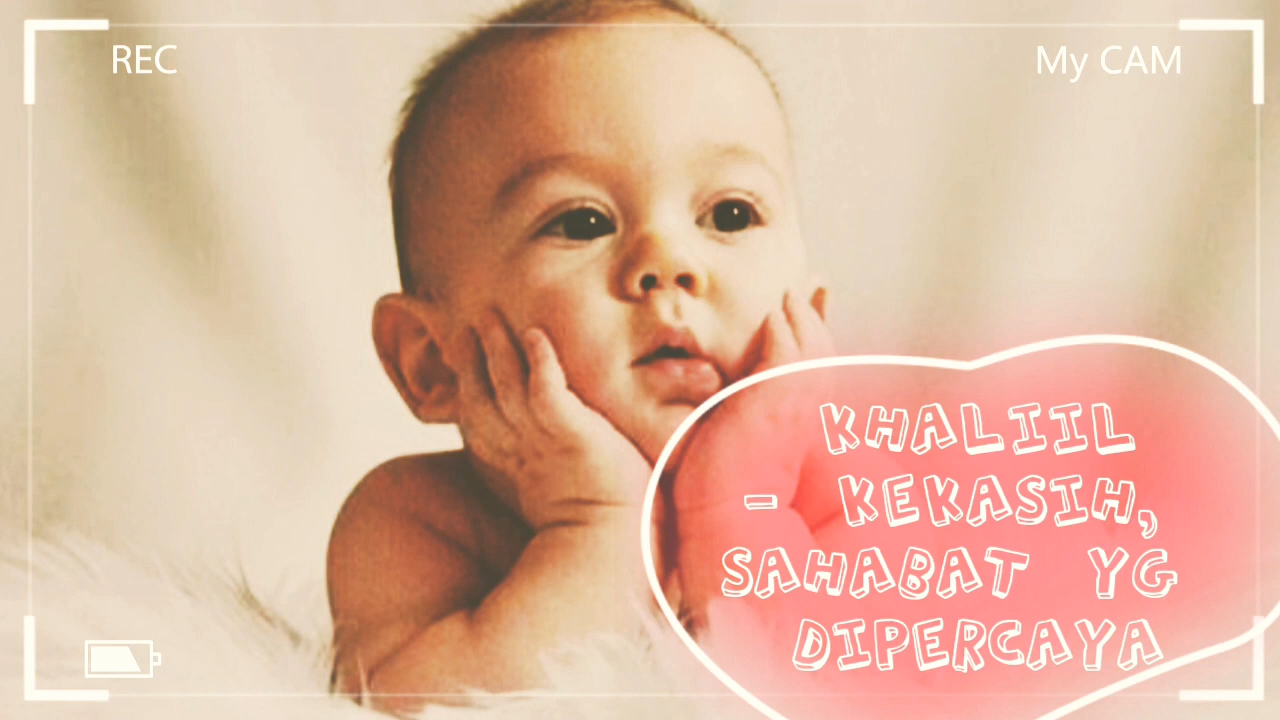 REC
My CAM
KHALIIL
- KEKASIH,
SAHABAT YG
DIPERCAYA